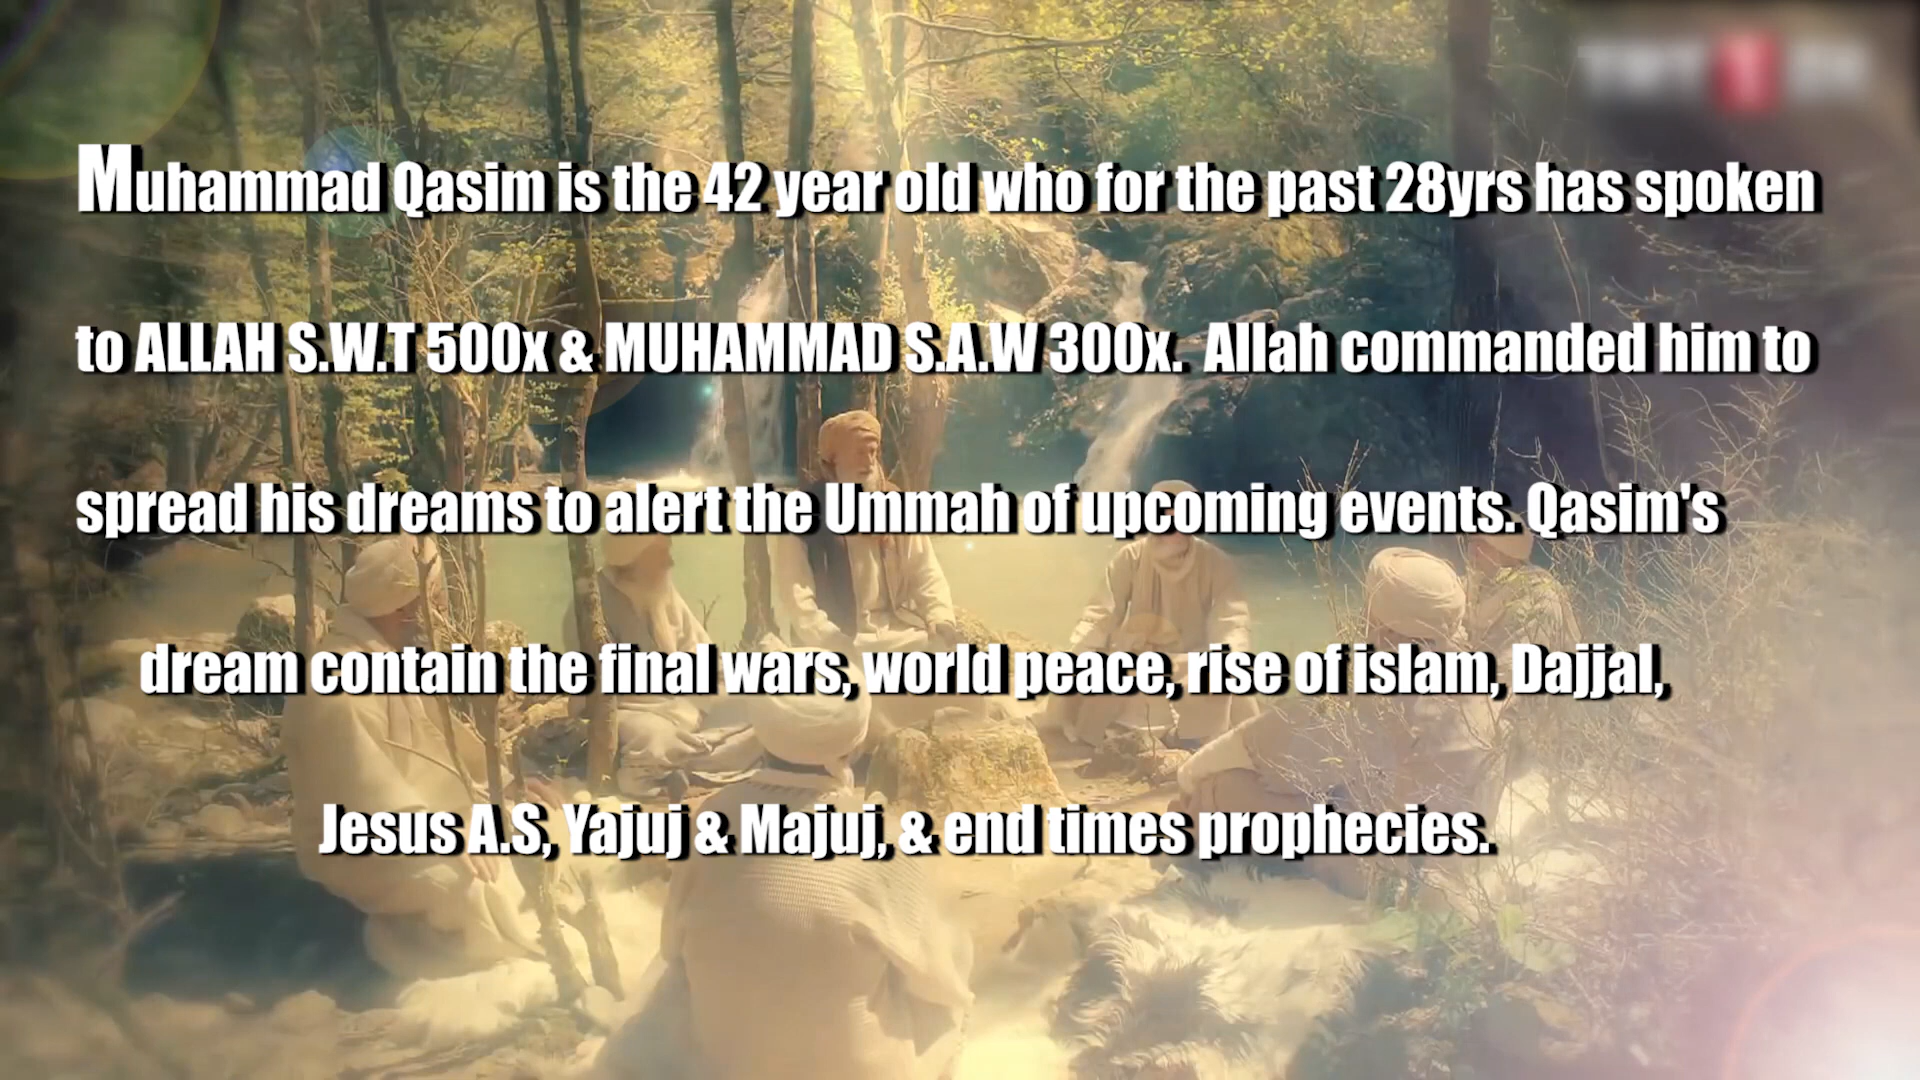 Muhammad Qasim is the 42 year old who for the past 28yrs has spoken
to ALLAH S.W.T 500x & MUHAMMAD S.A.W 300x. Allah commanded him to
spread his dreams to alert the Ummah of upcoming events. Qasim's
dream contain the final wars, world peace, rise of islam, Dajjal,
Jesus A.S, Yajuj & Majuj, & end times prophecies.